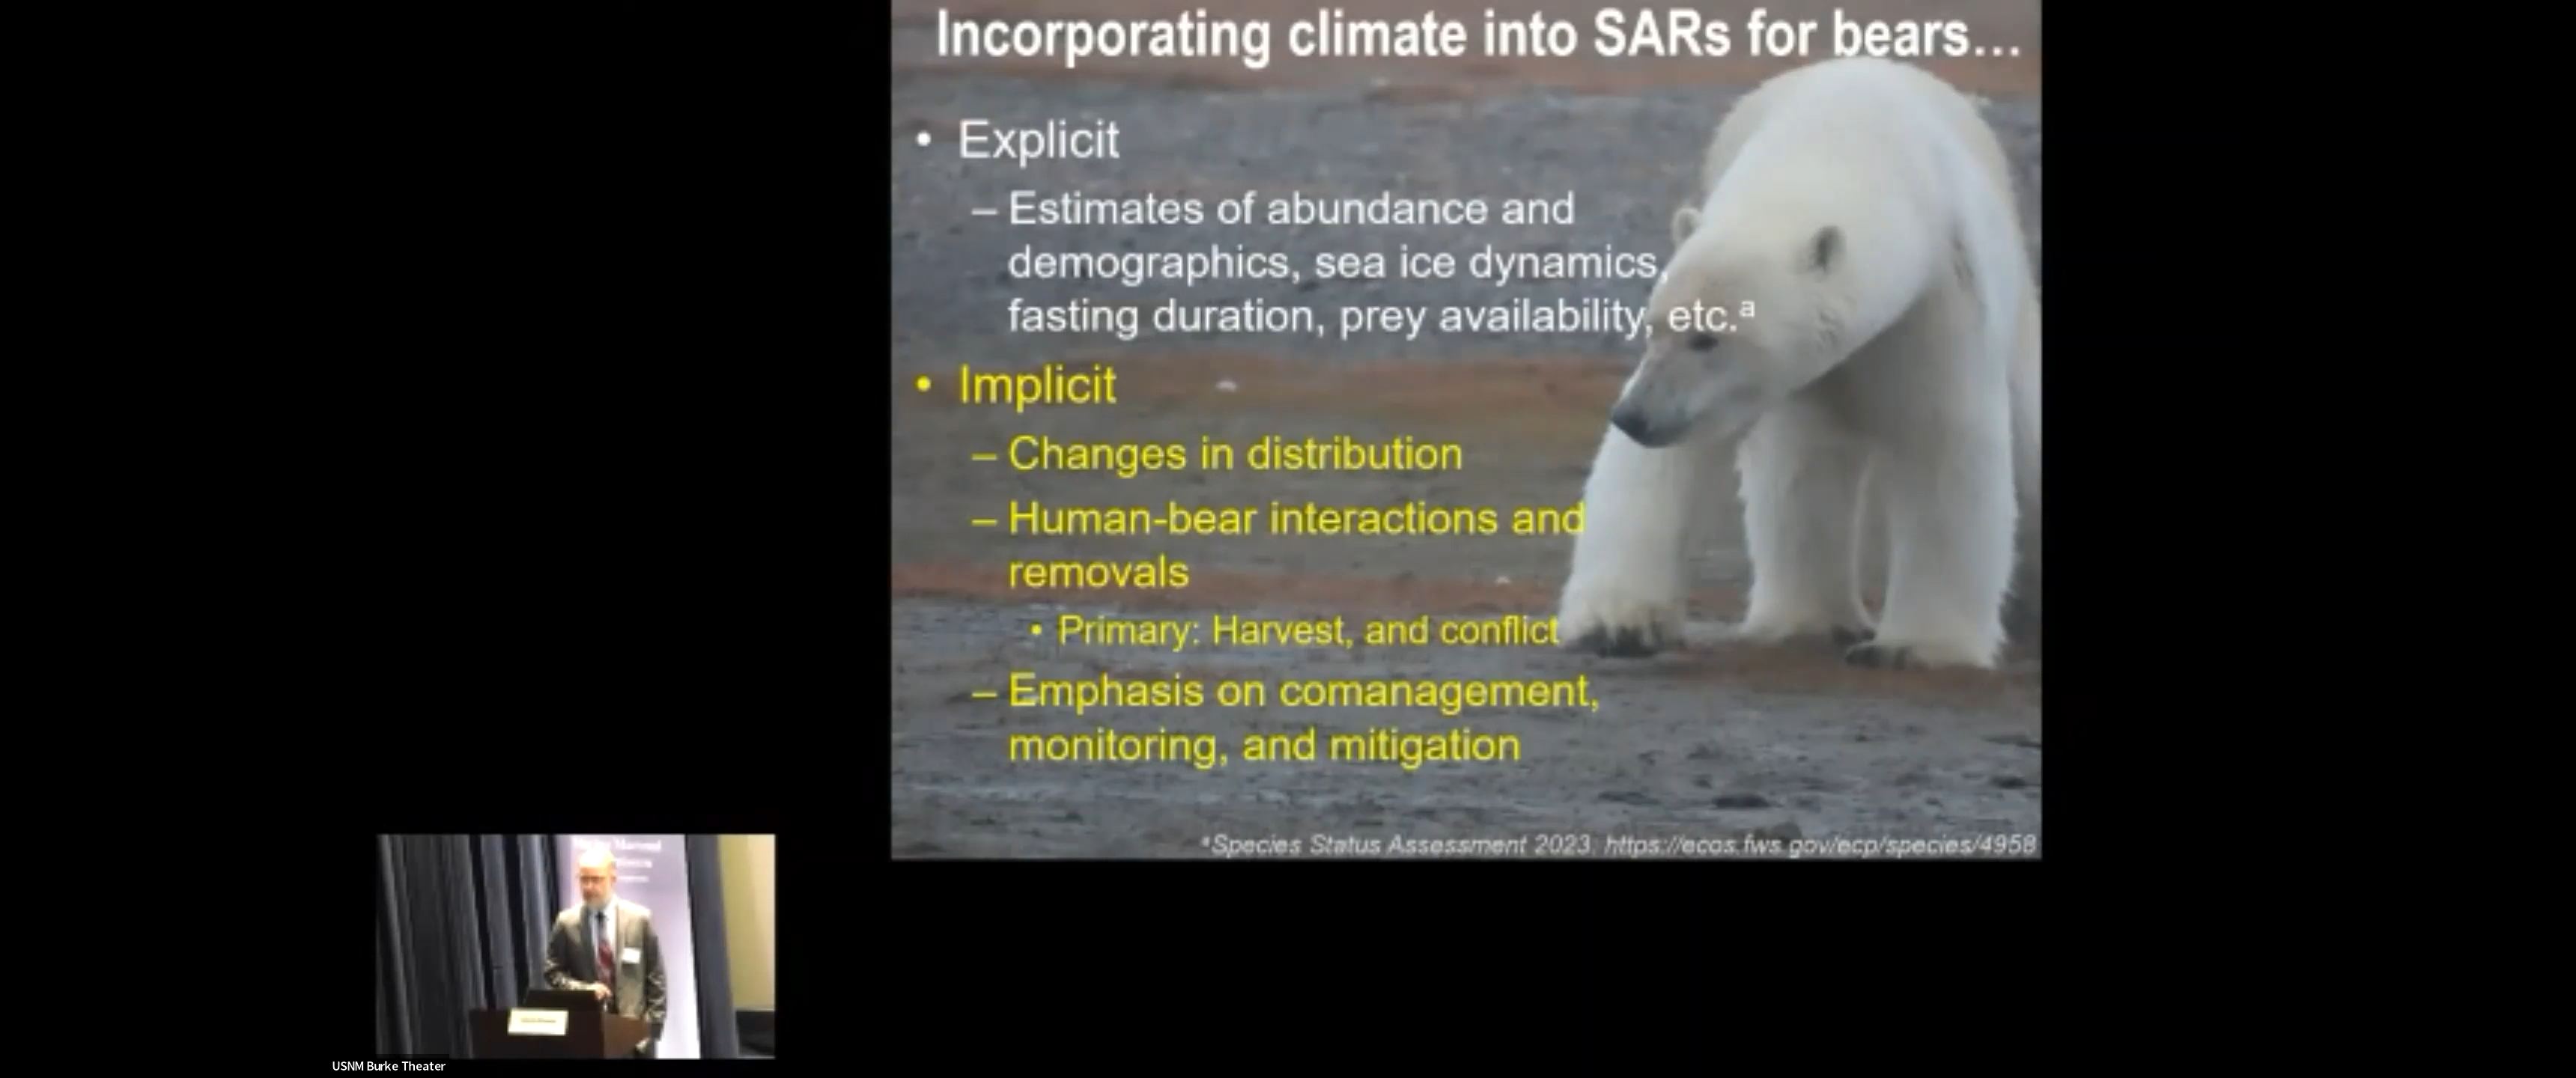 Incorporating climate into SARs for bears…
• Explicit
– Estimates of abundance and
demographics, sea ice dynamics,
fasting duration, prey availability, etc.ᵃ
• Implicit
– Changes in distribution
– Human-bear interactions and
removals
• Primary: Harvest, and conflict
– Emphasis on comanagement,
monitoring, and mitigation
ᵃSpecies Status Assessment 2023: https://ecos.fws.gov/ecp/species/4958
Mammal
USNM Burke Theater